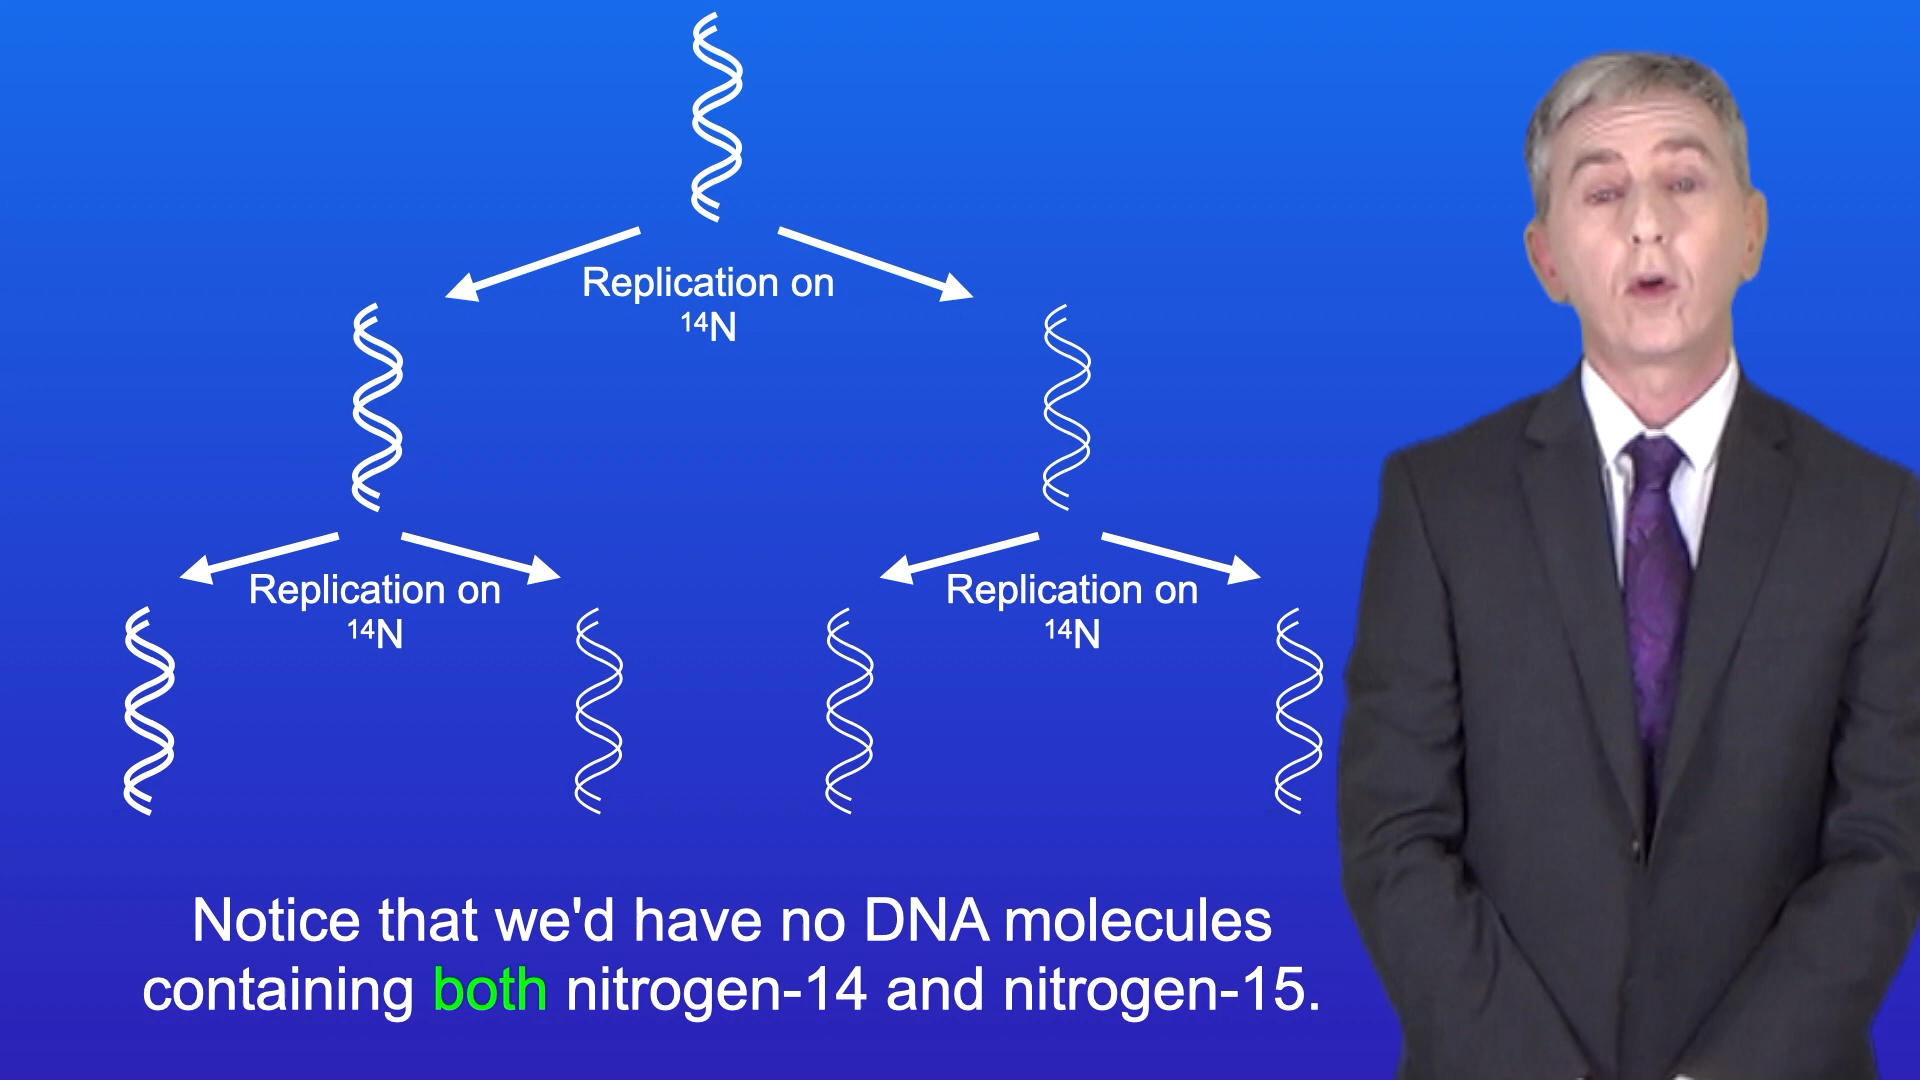 Replication on
¹⁴N
Replication on
¹⁴N
Replication on
¹⁴N
Notice that we'd have no DNA molecules
containing both nitrogen-14 and nitrogen-15.